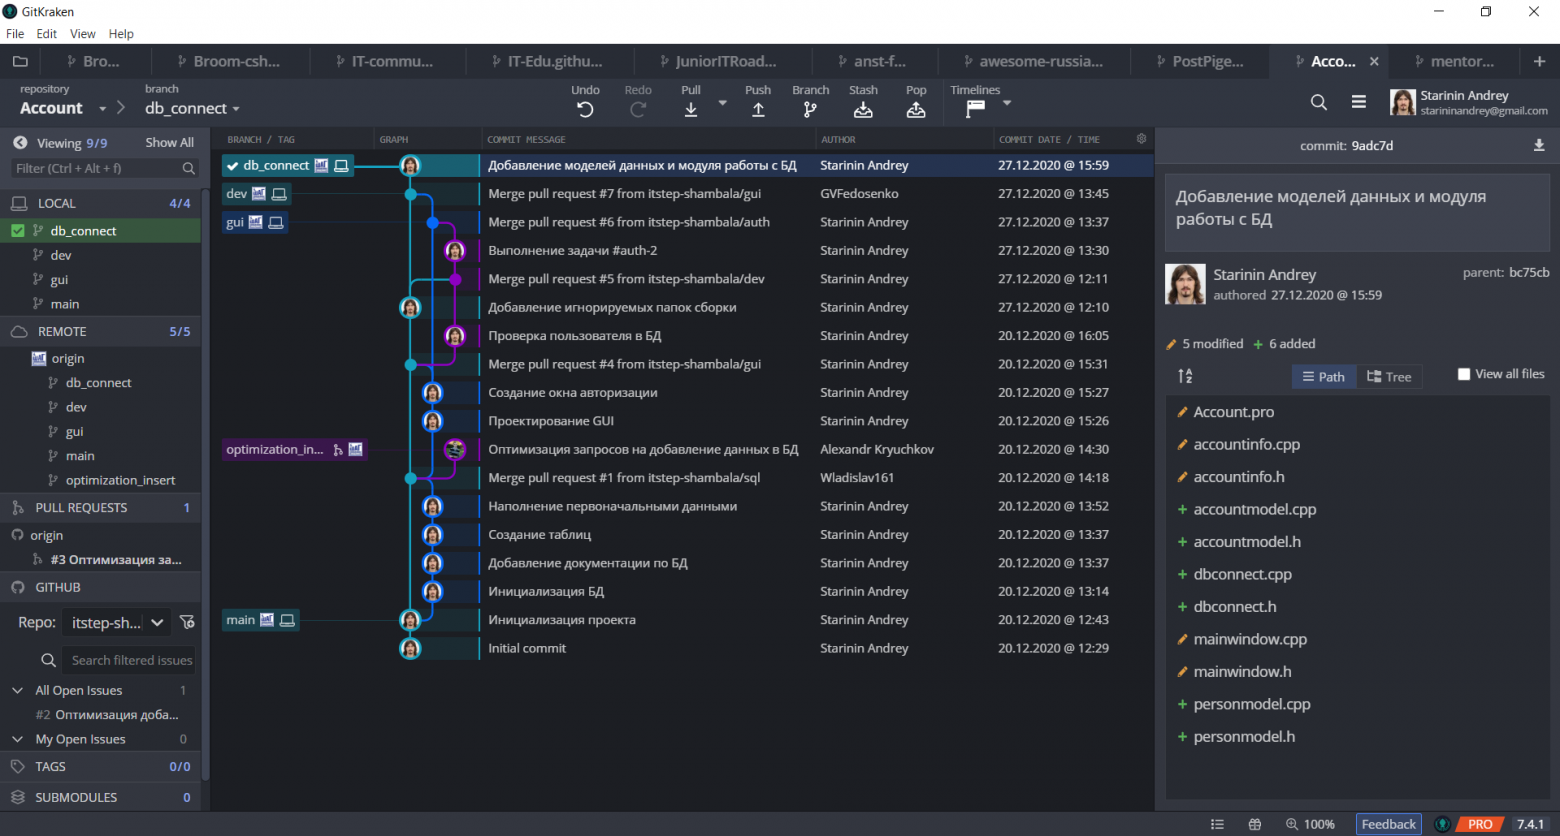 GitKraken
File Edit View Help
Bro... Broom-csh... IT-commu... IT-Edu.githu... JuniorITRoad... anst-f... awesome-russia... PostPige... Acco... mentor...
repository
Account
branch
db_connect
Undo Redo Pull Push Branch Stash Pop Timelines
Starinin Andrey
starininandrey@gmail.com
Viewing 9/9 Show All
Filter (Ctrl + Alt + f)
LOCAL 4/4
db_connect
dev
gui
main
REMOTE 5/5
origin
db_connect
dev
gui
main
optimization_insert
PULL REQUESTS 1
origin
#3 Оптимизация за...
GITHUB
Repo: itstep-sh...
Search filtered issues
All Open Issues 1
#2 Оптимизация доба...
My Open Issues 0
TAGS 0/0
SUBMODULES 0
BRANCH / TAG GRAPH COMMIT MESSAGE AUTHOR COMMIT DATE / TIME
db_connect Добавление моделей данных и модуля работы с БД Starinin Andrey 27.12.2020 @ 15:59
dev Merge pull request #7 from itstep-shambala/gui GVFedosenko 27.12.2020 @ 13:45
gui Merge pull request #6 from itstep-shambala/auth Starinin Andrey 27.12.2020 @ 13:37
Выполнение задачи #auth-2 Starinin Andrey 27.12.2020 @ 13:30
Merge pull request #5 from itstep-shambala/dev Starinin Andrey 27.12.2020 @ 12:11
Добавление игнорируемых папок сборки Starinin Andrey 27.12.2020 @ 12:10
Проверка пользователя в БД Starinin Andrey 20.12.2020 @ 16:05
Merge pull request #4 from itstep-shambala/gui Starinin Andrey 20.12.2020 @ 15:31
Создание окна авторизации Starinin Andrey 20.12.2020 @ 15:27
Проектирование GUI Starinin Andrey 20.12.2020 @ 15:26
optimization_in... Оптимизация запросов на добавление данных в БД Alexandr Kryuchkov 20.12.2020 @ 14:30
Merge pull request #1 from itstep-shambala/sql Wladislav161 20.12.2020 @ 14:18
Наполнение первоначальными данными Starinin Andrey 20.12.2020 @ 13:52
Создание таблиц Starinin Andrey 20.12.2020 @ 13:37
Добавление документации по БД Starinin Andrey 20.12.2020 @ 13:37
Инициализация БД Starinin Andrey 20.12.2020 @ 13:14
main Инициализация проекта Starinin Andrey 20.12.2020 @ 12:43
Initial commit Starinin Andrey 20.12.2020 @ 12:29
commit: 9adc7d
Добавление моделей данных и модуля
работы с БД
Starinin Andrey
authored 27.12.2020 @ 15:59
parent: bc75cb
5 modified + 6 added
Path Tree View all files
Account.pro
accountinfo.cpp
accountinfo.h
+ accountmodel.cpp
+ accountmodel.h
+ dbconnect.cpp
+ dbconnect.h
mainwindow.cpp
mainwindow.h
+ personmodel.cpp
+ personmodel.h
100% Feedback PRO 7.4.1